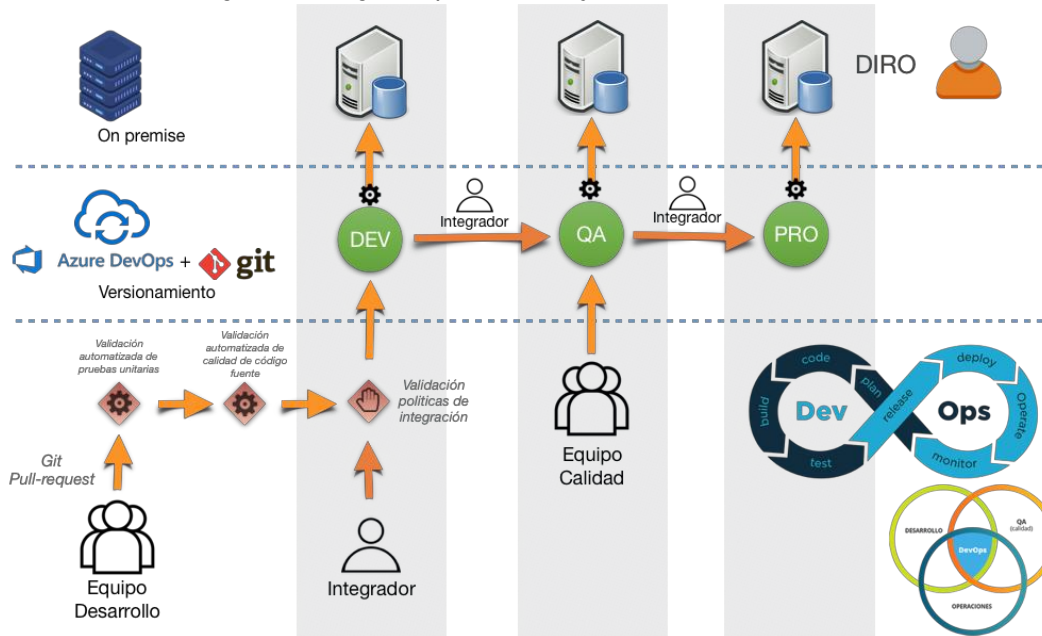 DIRO
On premise
Integrador
Integrador
DEV
QA
PRO
Azure DevOps + git
Versionamiento
Validación
automatizada de
pruebas unitarias
Validación
automatizada de
calidad de código
fuente
Validación
políticas de
integración
Git
Pull-request
Equipo
Desarrollo
Integrador
Equipo
Calidad
code
build
test
plan
release
deploy
Operate
monitor
Dev
Ops
DESARROLLO
QA
(calidad)
DevOps
OPERACIONES